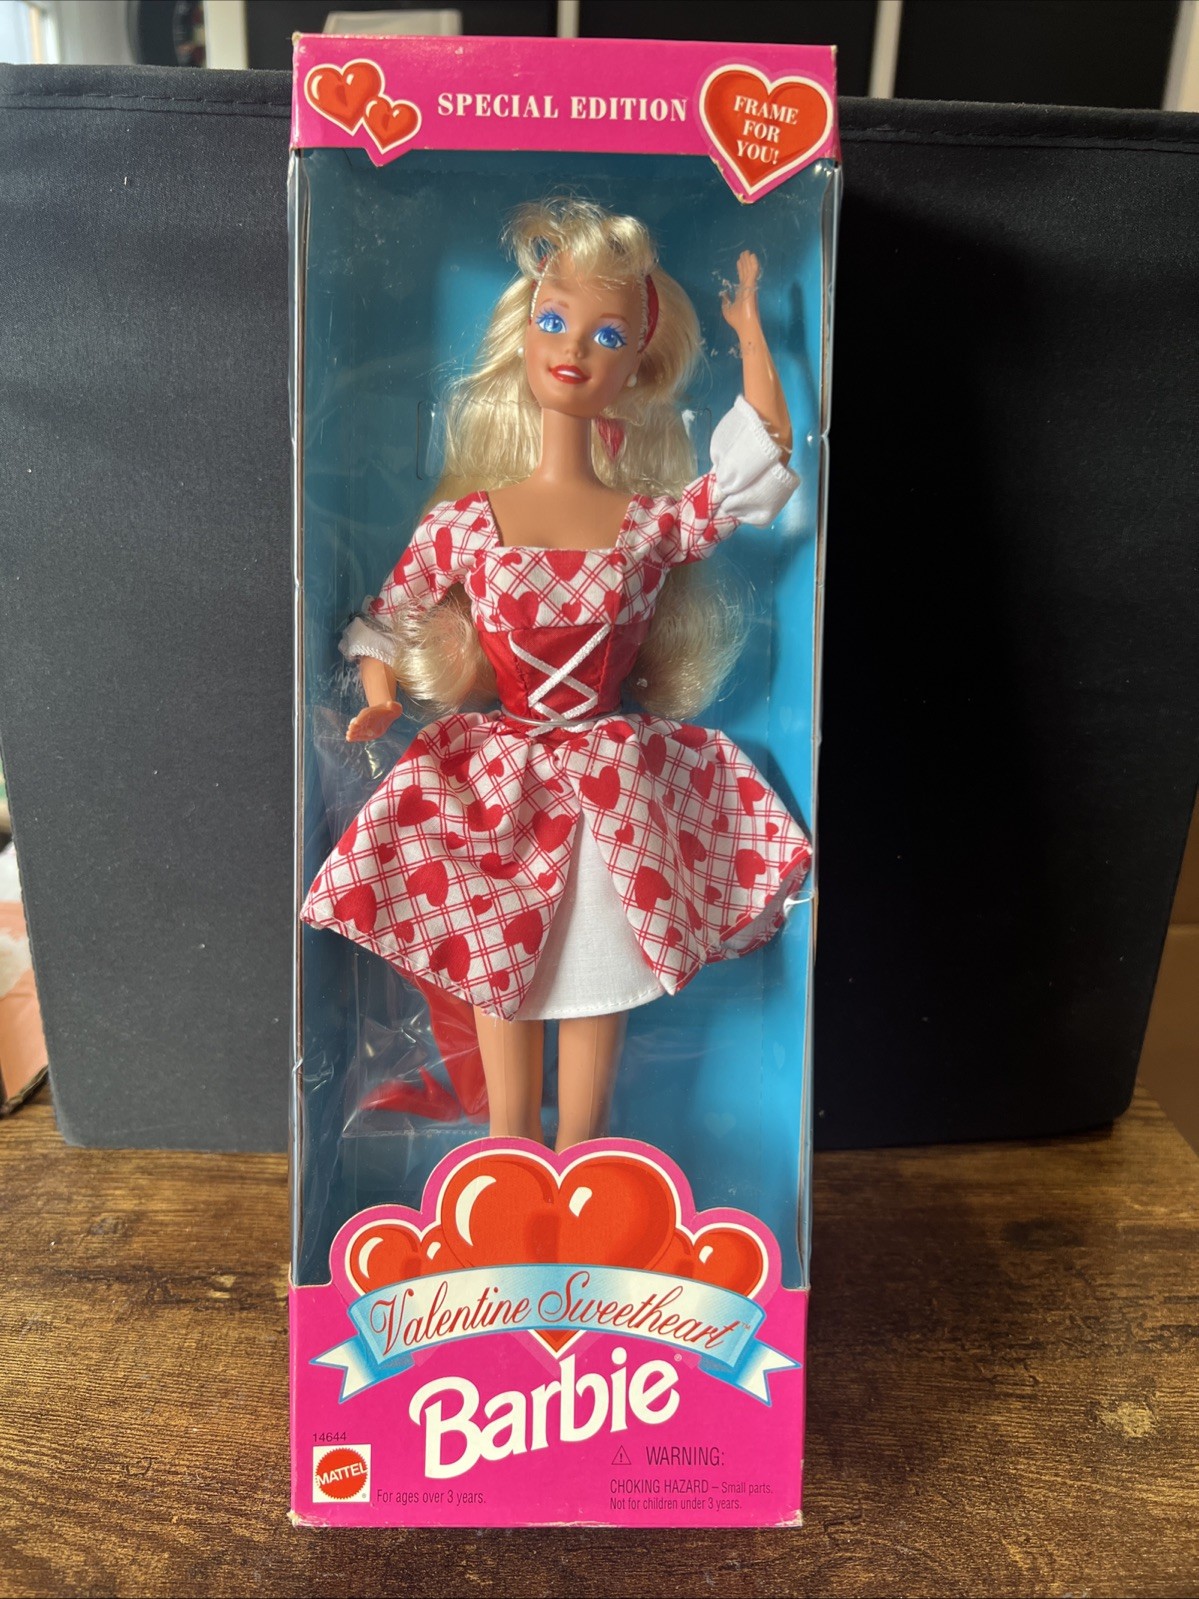 SPECIAL EDITION
FRAME
FOR
YOU!
Valentine Sweetheart™
Barbie®
14644
MATTEL
®
For ages over 3 years.
⚠ WARNING:
CHOKING HAZARD – Small parts.
Not for children under 3 years.